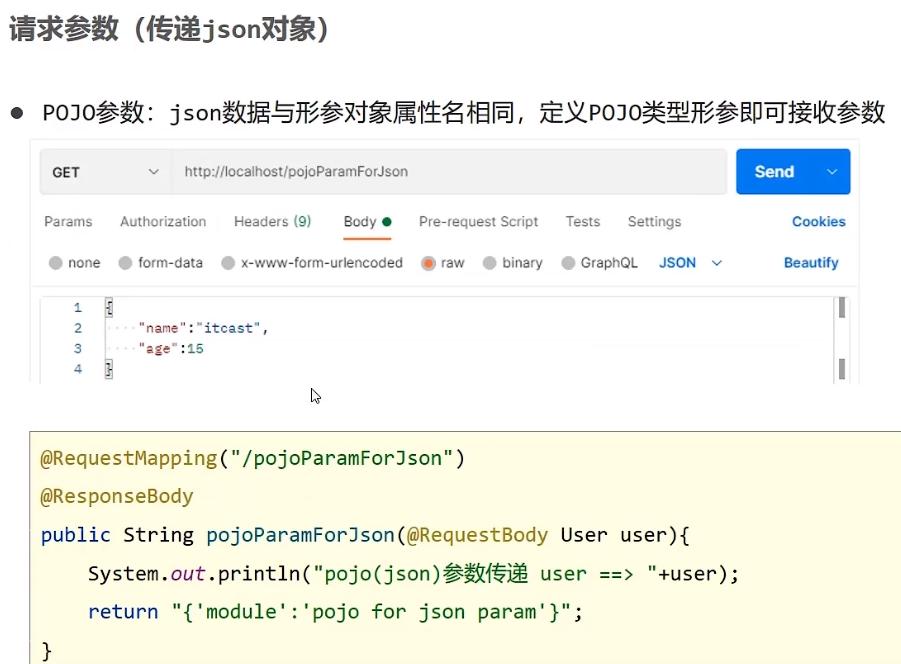 请求参数（传递json对象）
● POJO参数：json数据与形参对象属性名相同，定义POJO类型形参即可接收参数
GET http://localhost/pojoParamForJson Send
Params Authorization Headers (9) Body Pre-request Script Tests Settings Cookies
none form-data x-www-form-urlencoded raw binary GraphQL JSON Beautify
1 {
2 ····"name":"itcast",
3 ····"age":15
4 }
@RequestMapping("/pojoParamForJson")
@ResponseBody
public String pojoParamForJson(@RequestBody User user){
    System.out.println("pojo(json)参数传递 user ==> "+user);
    return "{'module':'pojo for json param'}";
}